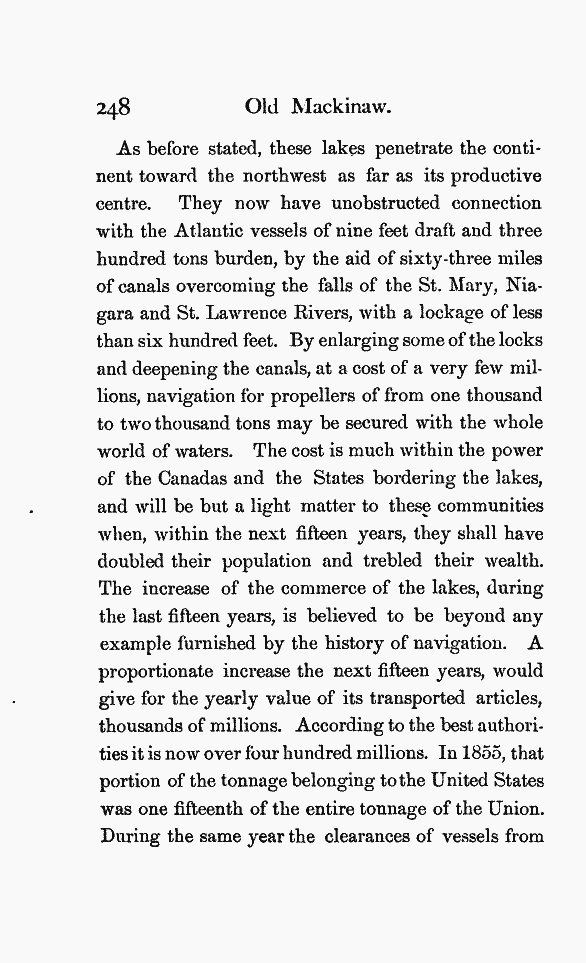 248 Old Mackinaw.
As before stated, these lakes penetrate the conti-
nent toward the northwest as far as its productive
centre. They now have unobstructed connection
with the Atlantic vessels of nine feet draft and three
hundred tons burden, by the aid of sixty-three miles
of canals overcoming the falls of the St. Mary, Nia-
gara and St. Lawrence Rivers, with a lockage of less
than six hundred feet. By enlarging some of the locks
and deepening the canals, at a cost of a very few mil-
lions, navigation for propellers of from one thousand
to two thousand tons may be secured with the whole
world of waters. The cost is much within the power
of the Canadas and the States bordering the lakes,
and will be but a light matter to these communities
when, within the next fifteen years, they shall have
doubled their population and trebled their wealth.
The increase of the commerce of the lakes, during
the last fifteen years, is believed to be beyond any
example furnished by the history of navigation. A
proportionate increase the next fifteen years, would
give for the yearly value of its transported articles,
thousands of millions. According to the best authori-
ties it is now over four hundred millions. In 1855, that
portion of the tonnage belonging to the United States
was one fifteenth of the entire tonnage of the Union.
During the same year the clearances of vessels from